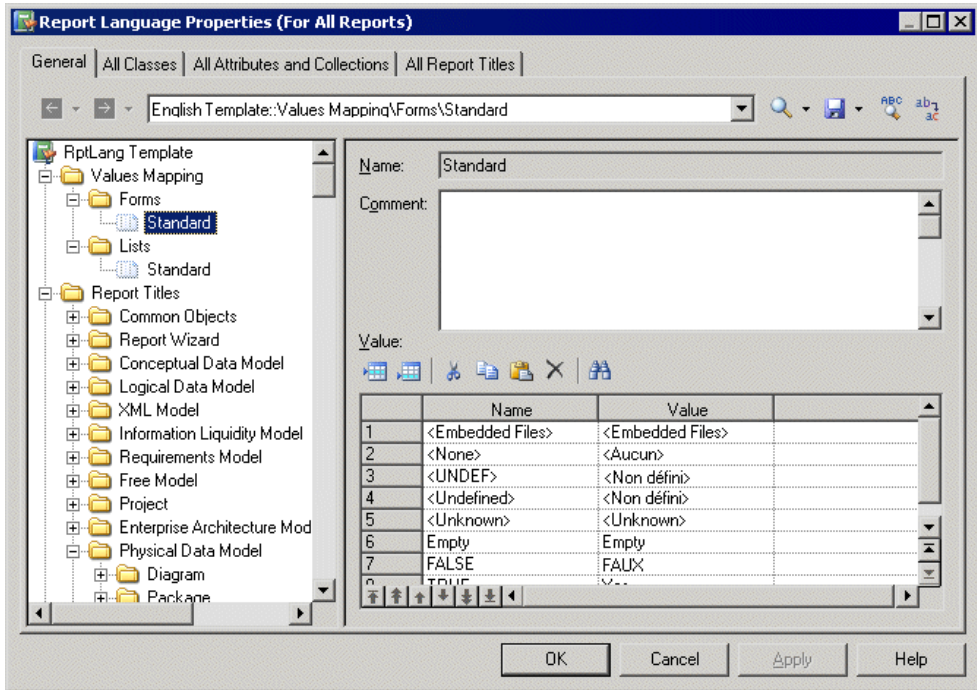 Report Language Properties (For All Reports)
General All Classes All Attributes and Collections All Report Titles
English Template::Values Mapping\Forms\Standard
ABC
ab
ac
RptLang Template
Values Mapping
Forms
Standard
Lists
Standard
Report Titles
Common Objects
Report Wizard
Conceptual Data Model
Logical Data Model
XML Model
Information Liquidity Model
Requirements Model
Free Model
Project
Enterprise Architecture Mod
Physical Data Model
Diagram
Package
Name: Standard
Comment:
Value:
Name Value
1 <Embedded Files> <Embedded Files>
2 <None> <Aucun>
3 <UNDEF> <Non défini>
4 <Undefined> <Non défini>
5 <Unknown> <Unknown>
6 Empty Empty
7 FALSE FAUX
TRUE
OK Cancel Apply Help